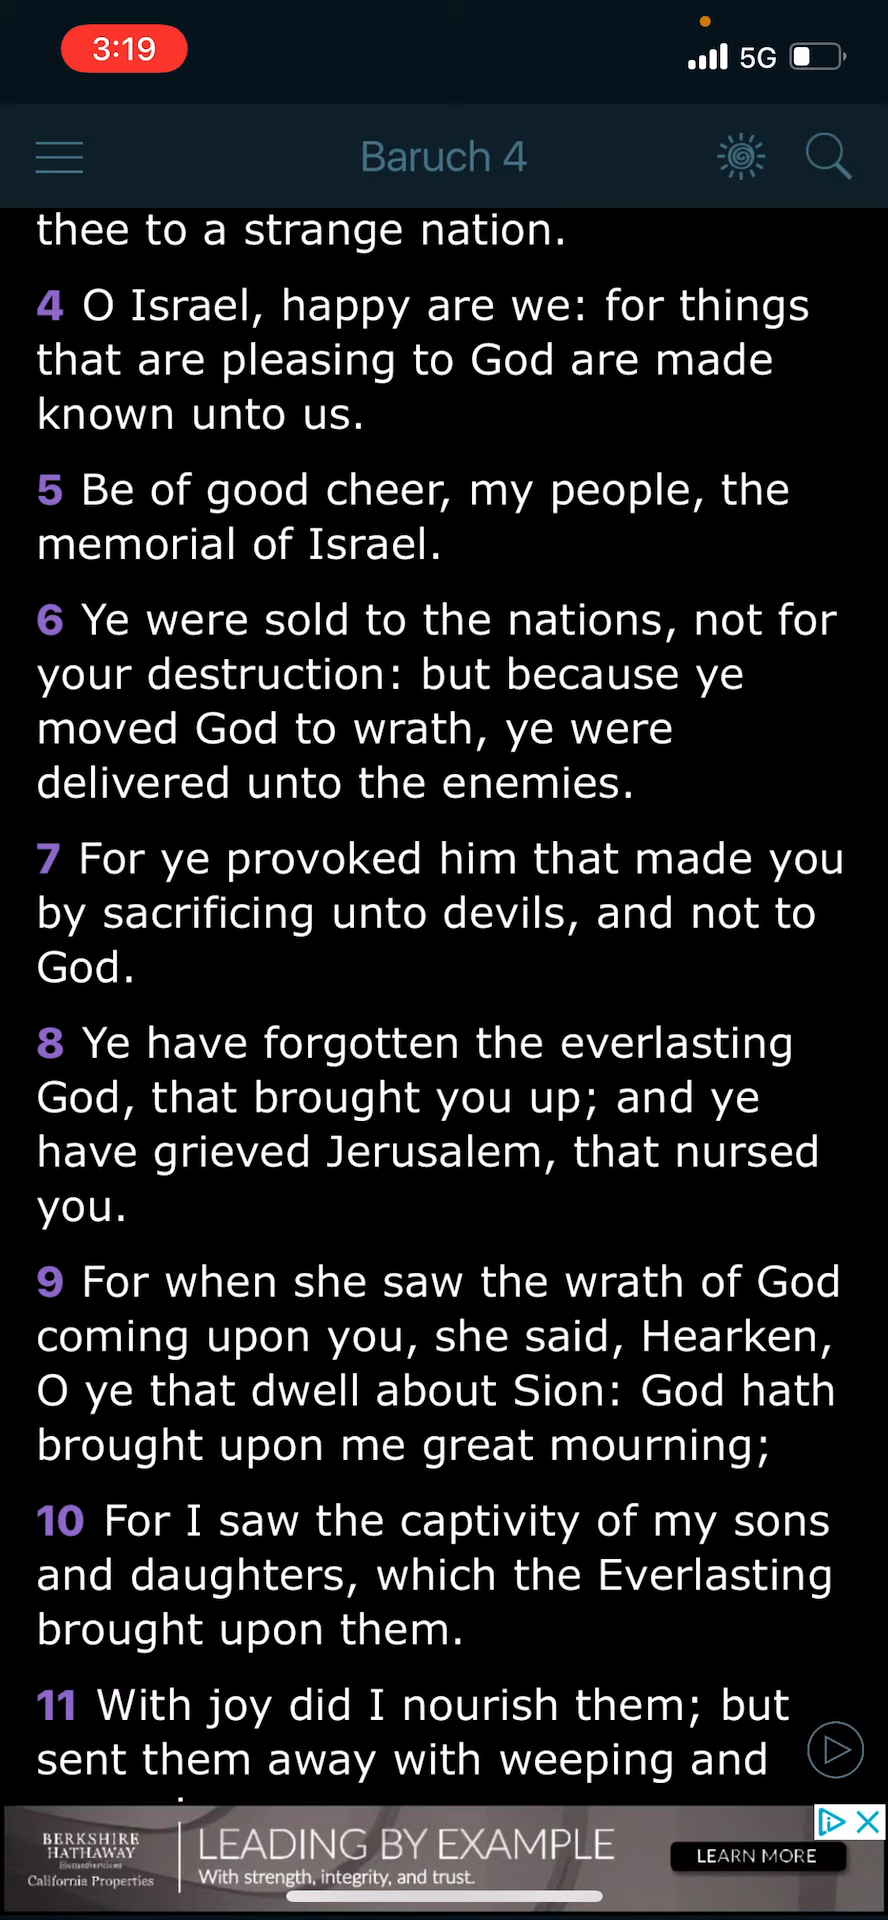 3:19
5G
Baruch 4
thee to a strange nation.
4 O Israel, happy are we: for things
that are pleasing to God are made
known unto us.
5 Be of good cheer, my people, the
memorial of Israel.
6 Ye were sold to the nations, not for
your destruction: but because ye
moved God to wrath, ye were
delivered unto the enemies.
7 For ye provoked him that made you
by sacrificing unto devils, and not to
God.
8 Ye have forgotten the everlasting
God, that brought you up; and ye
have grieved Jerusalem, that nursed
you.
9 For when she saw the wrath of God
coming upon you, she said, Hearken,
O ye that dwell about Sion: God hath
brought upon me great mourning;
10 For I saw the captivity of my sons
and daughters, which the Everlasting
brought upon them.
11 With joy did I nourish them; but
sent them away with weeping and
BERKSHIRE
HATHAWAY
HomeServices
California Properties
LEADING BY EXAMPLE
With strength, integrity, and trust.
LEARN MORE